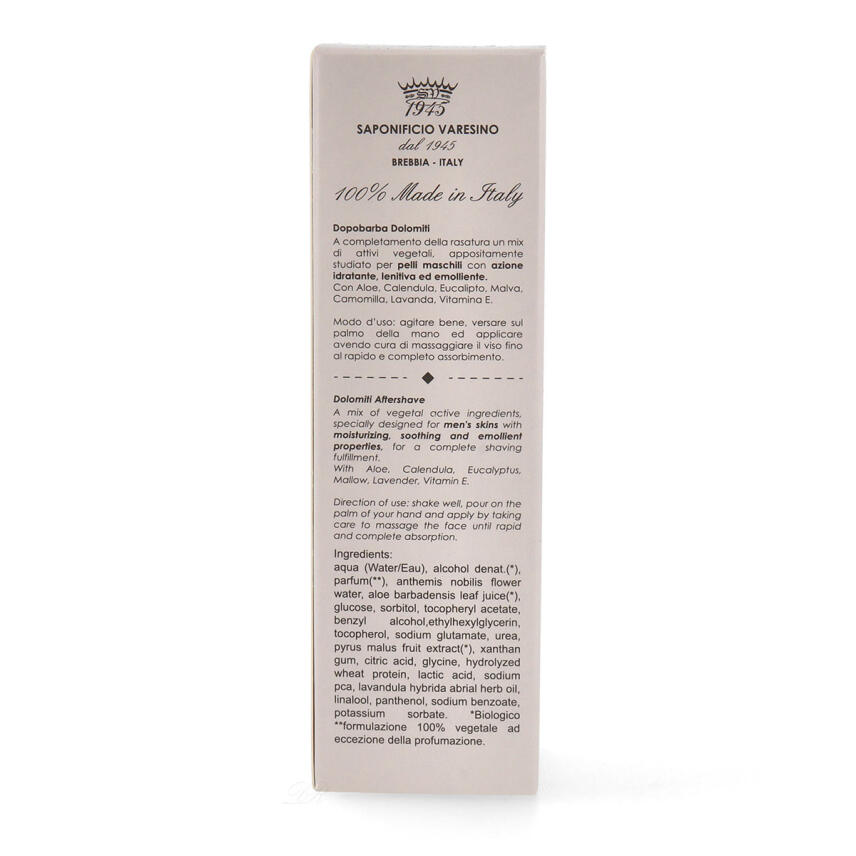 SV
1945
SAPONIFICIO VARESINO
dal 1945
BREBBIA - ITALY
100% Made in Italy
Dopobarba Dolomiti
A completamento della rasatura un mix
di attivi vegetali, appositamente
studiato per pelli maschili con azione
idratante, lenitiva ed emolliente.
Con Aloe, Calendula, Eucalipto, Malva,
Camomilla, Lavanda, Vitamina E.
Modo d'uso: agitare bene, versare sul
palmo della mano ed applicare
avendo cura di massaggiare il viso fino
al rapido e completo assorbimento.
Dolomiti Aftershave
A mix of vegetal active ingredients,
specially designed for men's skins with
moisturizing, soothing and emollient
properties, for a complete shaving
fulfillment.
With Aloe, Calendula, Eucalyptus,
Mallow, Lavender, Vitamin E.
Direction of use: shake well, pour on the
palm of your hand and apply by taking
care to massage the face until rapid
and complete absorption.
Ingredients:
aqua (Water/Eau), alcohol denat.(*),
parfum(**), anthemis nobilis flower
water, aloe barbadensis leaf juice(*),
glucose, sorbitol, tocopheryl acetate,
benzyl alcohol,ethylhexylglycerin,
tocopherol, sodium glutamate, urea,
pyrus malus fruit extract(*), xanthan
gum, citric acid, glycine, hydrolyzed
wheat protein, lactic acid, sodium
pca, lavandula hybrida abrial herb oil,
linalool, panthenol, sodium benzoate,
potassium sorbate. *Biologico
**formulazione 100% vegetale ad
eccezione della profumazione.